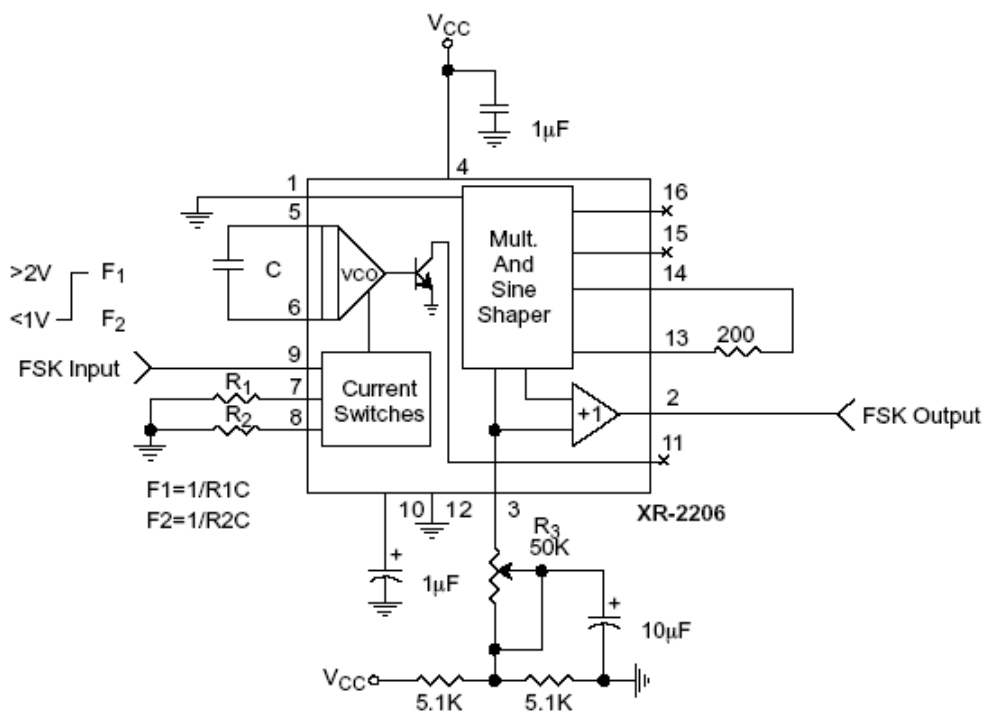 VCC
1µF
4
1
16
5
15
C
VCO
Mult.
And
Sine
Shaper
14
>2V F1
<1V F2
6
13
200
FSK Input
9
R1
7
R2
8
Current
Switches
+1
2
FSK Output
11
F1=1/R1C
F2=1/R2C
10
12
3
XR-2206
R3
50K
+
1µF
+
10µF
VCC
5.1K
5.1K